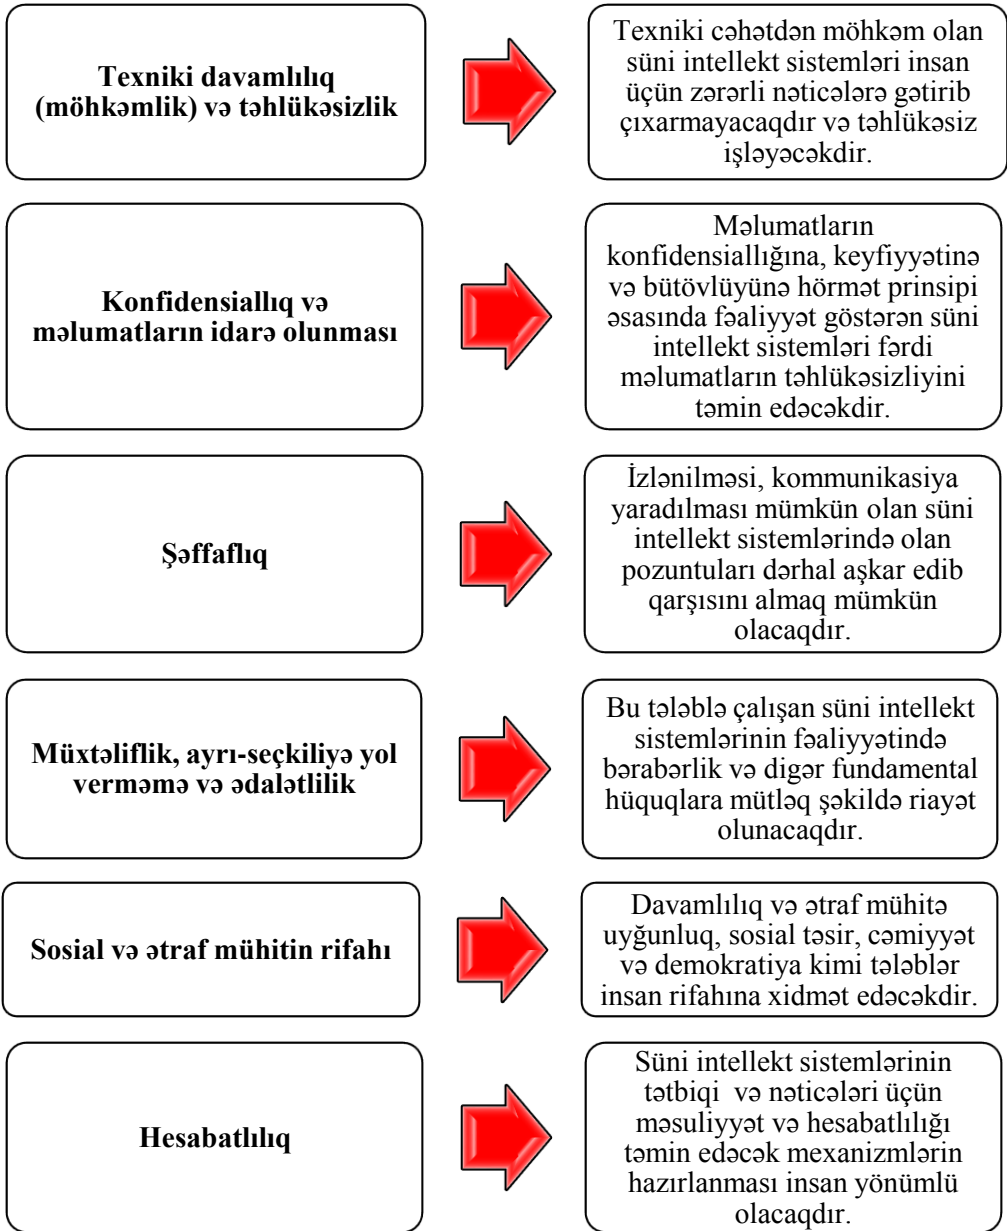 Texniki davamlılıq
(möhkəmlik) və təhlükəsizlik
Texniki cəhətdən möhkəm olan
süni intellekt sistemləri insan
üçün zərərli nəticələrə gətirib
çıxarmayacaqdır və təhlükəsiz
işləyəcəkdir.
Konfidensiallıq və
məlumatların idarə olunması
Məlumatların
konfidensiallığına, keyfiyyətinə
və bütövlüyünə hörmət prinsipi
əsasında fəaliyyət göstərən süni
intellekt sistemləri fərdi
məlumatların təhlükəsizliyini
təmin edəcəkdir.
Şəffaflıq
İzlənilməsi, kommunikasiya
yaradılması mümkün olan süni
intellekt sistemlərində olan
pozuntuları dərhal aşkar edib
qarşısını almaq mümkün
olacaqdır.
Müxtəliflik, ayrı-seçkiliyə yol
verməmə və ədalətlilik
Bu tələblə çalışan süni intellekt
sistemlərinin fəaliyyətində
bərabərlik və digər fundamental
hüquqlara mütləq şəkildə riayət
olunacaqdır.
Sosial və ətraf mühitin rifahı
Davamlılıq və ətraf mühitə
uyğunluq, sosial təsir, cəmiyyət
və demokratiya kimi tələblər
insan rifahına xidmət edəcəkdir.
Hesabatlılıq
Süni intellekt sistemlərinin
tətbiqi və nəticələri üçün
məsuliyyət və hesabatlılığı
təmin edəcək mexanizmlərin
hazırlanması insan yönümlü
olacaqdır.